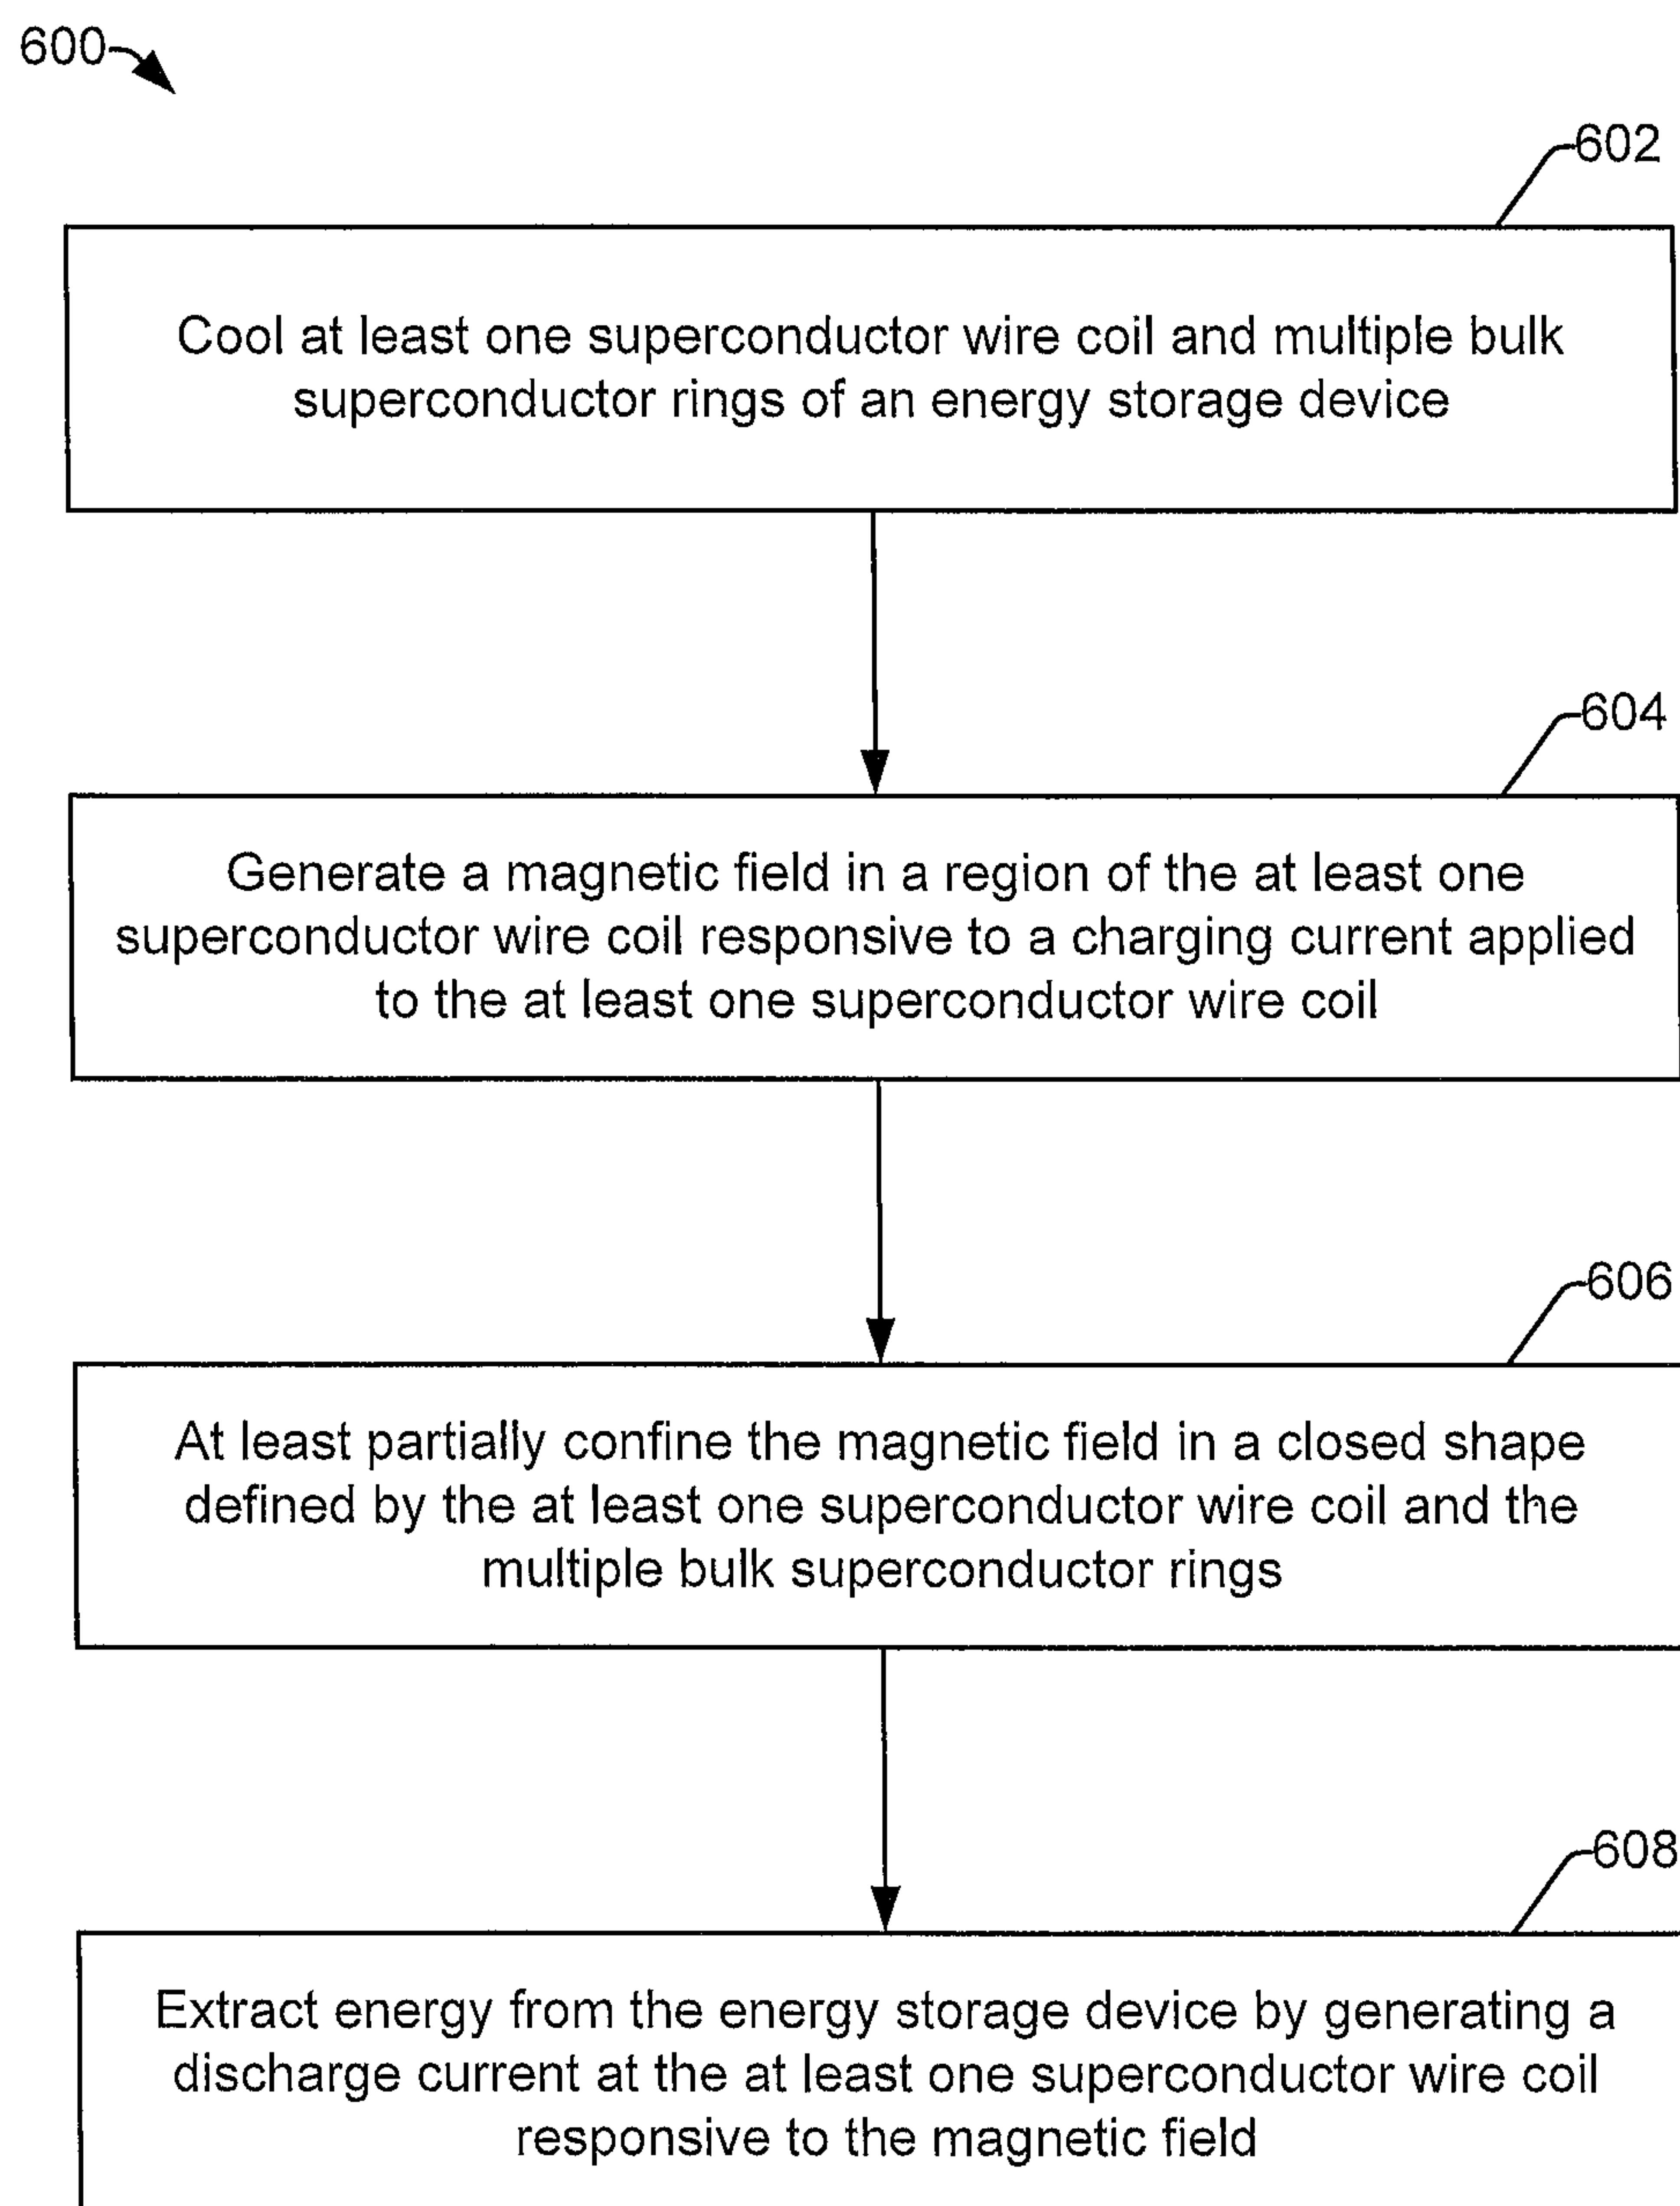 600
602
Cool at least one superconductor wire coil and multiple bulk
superconductor rings of an energy storage device
604
Generate a magnetic field in a region of the at least one
superconductor wire coil responsive to a charging current applied
to the at least one superconductor wire coil
606
At least partially confine the magnetic field in a closed shape
defined by the at least one superconductor wire coil and the
multiple bulk superconductor rings
608
Extract energy from the energy storage device by generating a
discharge current at the at least one superconductor wire coil
responsive to the magnetic field